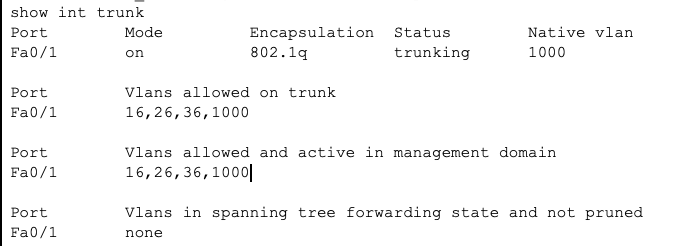 show int trunk
Port Mode Encapsulation Status Native vlan
Fa0/1 on 802.1q trunking 1000
Port Vlans allowed on trunk
Fa0/1 16,26,36,1000
Port Vlans allowed and active in management domain
Fa0/1 16,26,36,1000
Port Vlans in spanning tree forwarding state and not pruned
Fa0/1 none